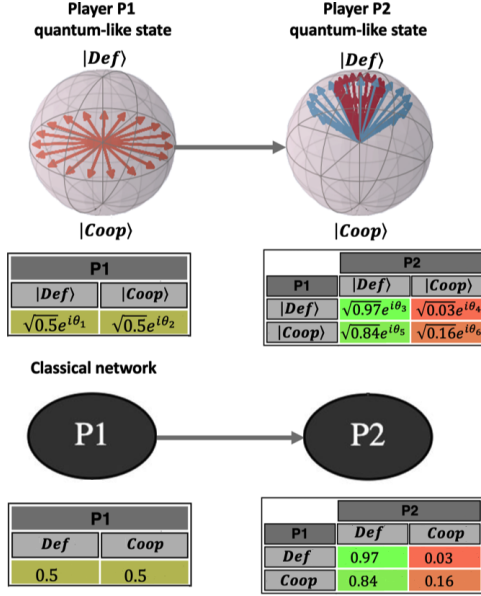 Player P1 Player P2
quantum-like state quantum-like state
|Def⟩ |Def⟩
|Coop⟩ |Coop⟩
P1
|Def⟩ |Coop⟩
√0.5e^{iθ₁} √0.5e^{iθ₂}
P2
P1 |Def⟩ |Coop⟩
|Def⟩ √0.97e^{iθ₃} √0.03e^{iθ₄}
|Coop⟩ √0.84e^{iθ₅} √0.16e^{iθ₆}
Classical network
P1 P2
P1
Def Coop
0.5 0.5
P2
P1 Def Coop
Def 0.97 0.03
Coop 0.84 0.16